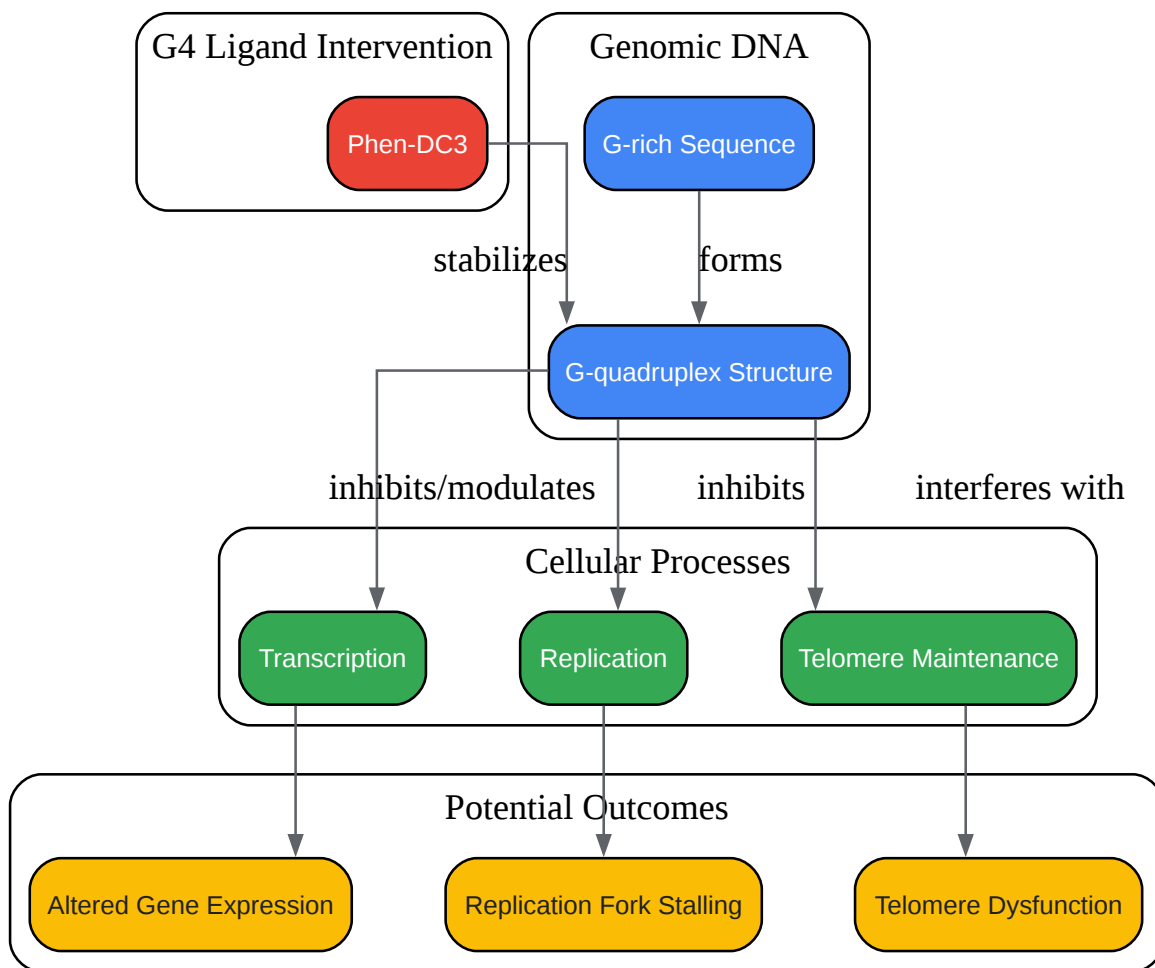 G4 Ligand Intervention
Genomic DNA
Phen-DC3
G-rich Sequence
stabilizes
forms
G-quadruplex Structure
inhibits/modulates
inhibits
interferes with
Cellular Processes
Transcription
Replication
Telomere Maintenance
Potential Outcomes
Altered Gene Expression
Replication Fork Stalling
Telomere Dysfunction